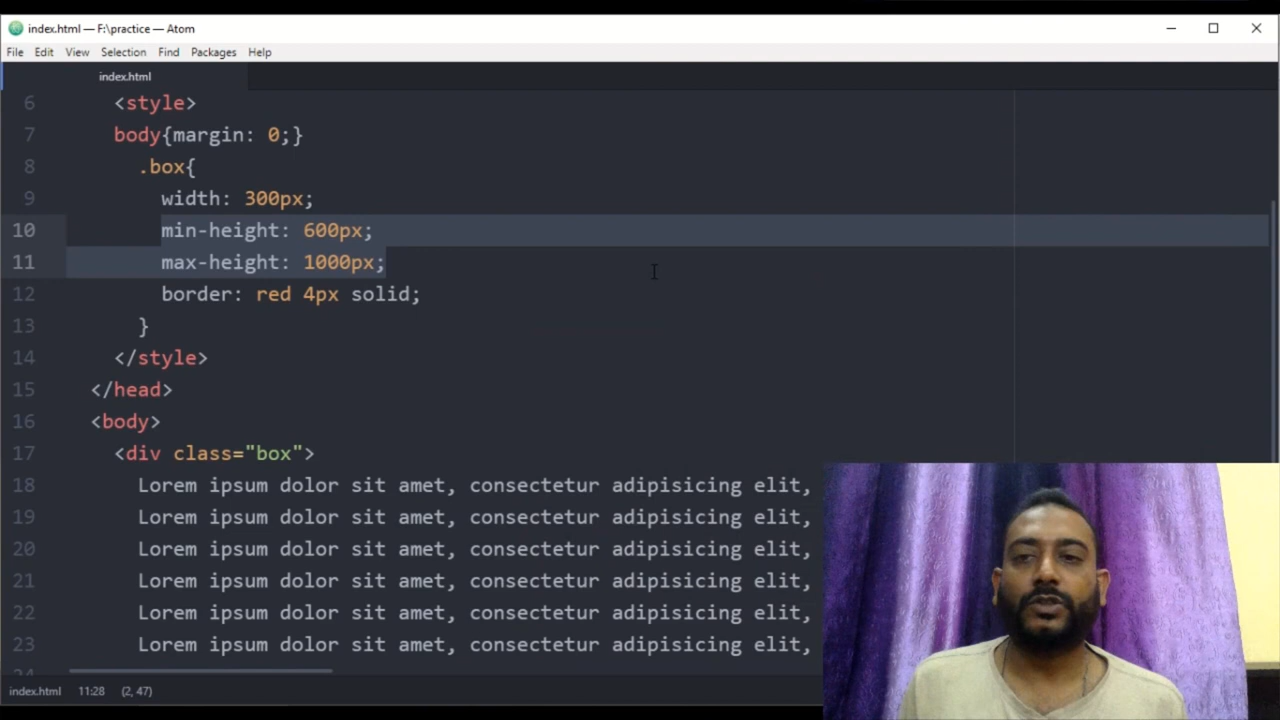 index.html — F:\practice — Atom
File Edit View Selection Find Packages Help
index.html
6 <style>
7 body{margin: 0;}
8 .box{
9 width: 300px;
10 min-height: 600px;
11 max-height: 1000px;
12 border: red 4px solid;
13 }
14 </style>
15 </head>
16 <body>
17 <div class="box">
18 Lorem ipsum dolor sit amet, consectetur adipisicing elit,
19 Lorem ipsum dolor sit amet, consectetur adipisicing elit,
20 Lorem ipsum dolor sit amet, consectetur adipisicing elit,
21 Lorem ipsum dolor sit amet, consectetur adipisicing elit,
22 Lorem ipsum dolor sit amet, consectetur adipisicing elit,
23 Lorem ipsum dolor sit amet, consectetur adipisicing elit,
index.html 11:28 (2, 47)